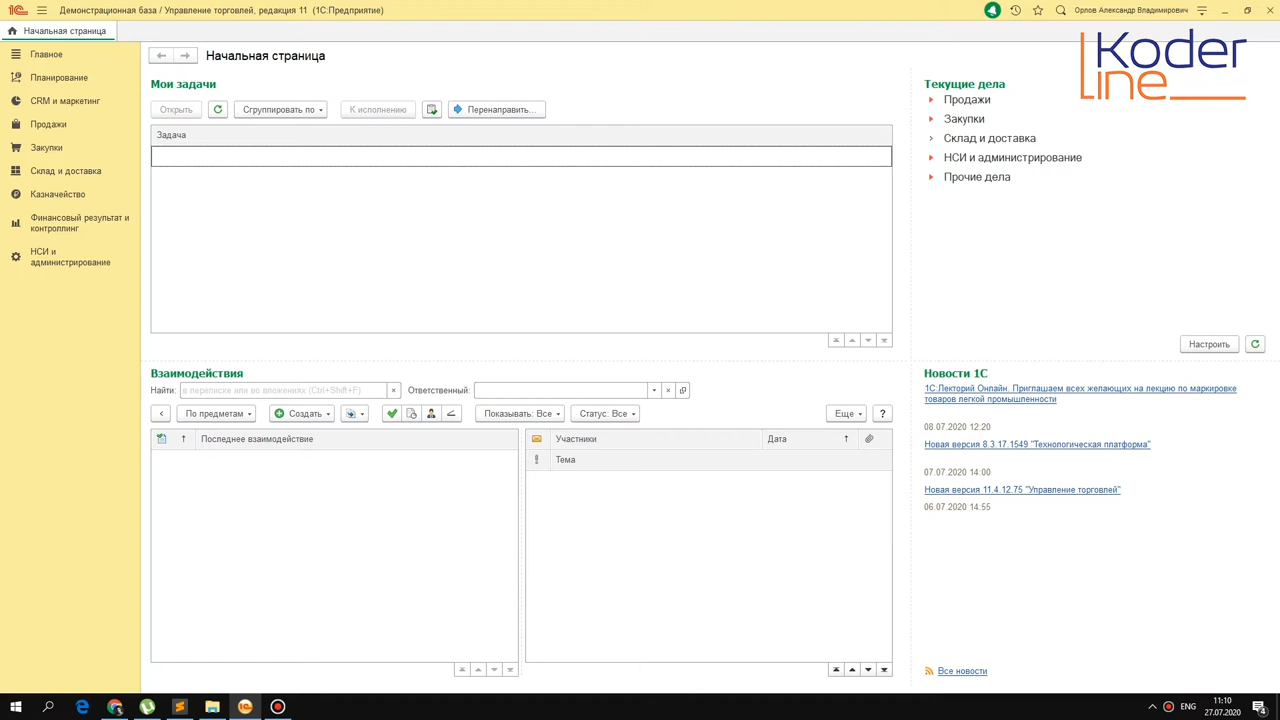 Демонстрационная база / Управление торговлей, редакция 11 (1С:Предприятие)
Орлов Александр Владимирович
Начальная страница
Koder
line
Главное
Планирование
CRM и маркетинг
Продажи
Закупки
Склад и доставка
Казначейство
Финансовый результат и
контроллинг
НСИ и
администрирование
Начальная страница
Мои задачи
Открыть
Сгруппировать по
К исполнению
Перенаправить...
Задача
Текущие дела
Продажи
Закупки
Склад и доставка
НСИ и администрирование
Прочие дела
Настроить
Взаимодействия
Найти: в переписке или во вложениях (Ctrl+Shift+F) Ответственный:
По предметам Создать Показывать: Все Статус: Все Еще ?
Последнее взаимодействие
Участники Дата
Тема
Новости 1С
1С:Лекторий Онлайн. Приглашаем всех желающих на лекцию по маркировке
товаров легкой промышленности
08.07.2020 12:20
Новая версия 8.3.17.1549 "Технологическая платформа"
07.07.2020 14:00
Новая версия 11.4.12.75 "Управление торговлей"
06.07.2020 14:55
Все новости
ENG
11:10
27.07.2020
4